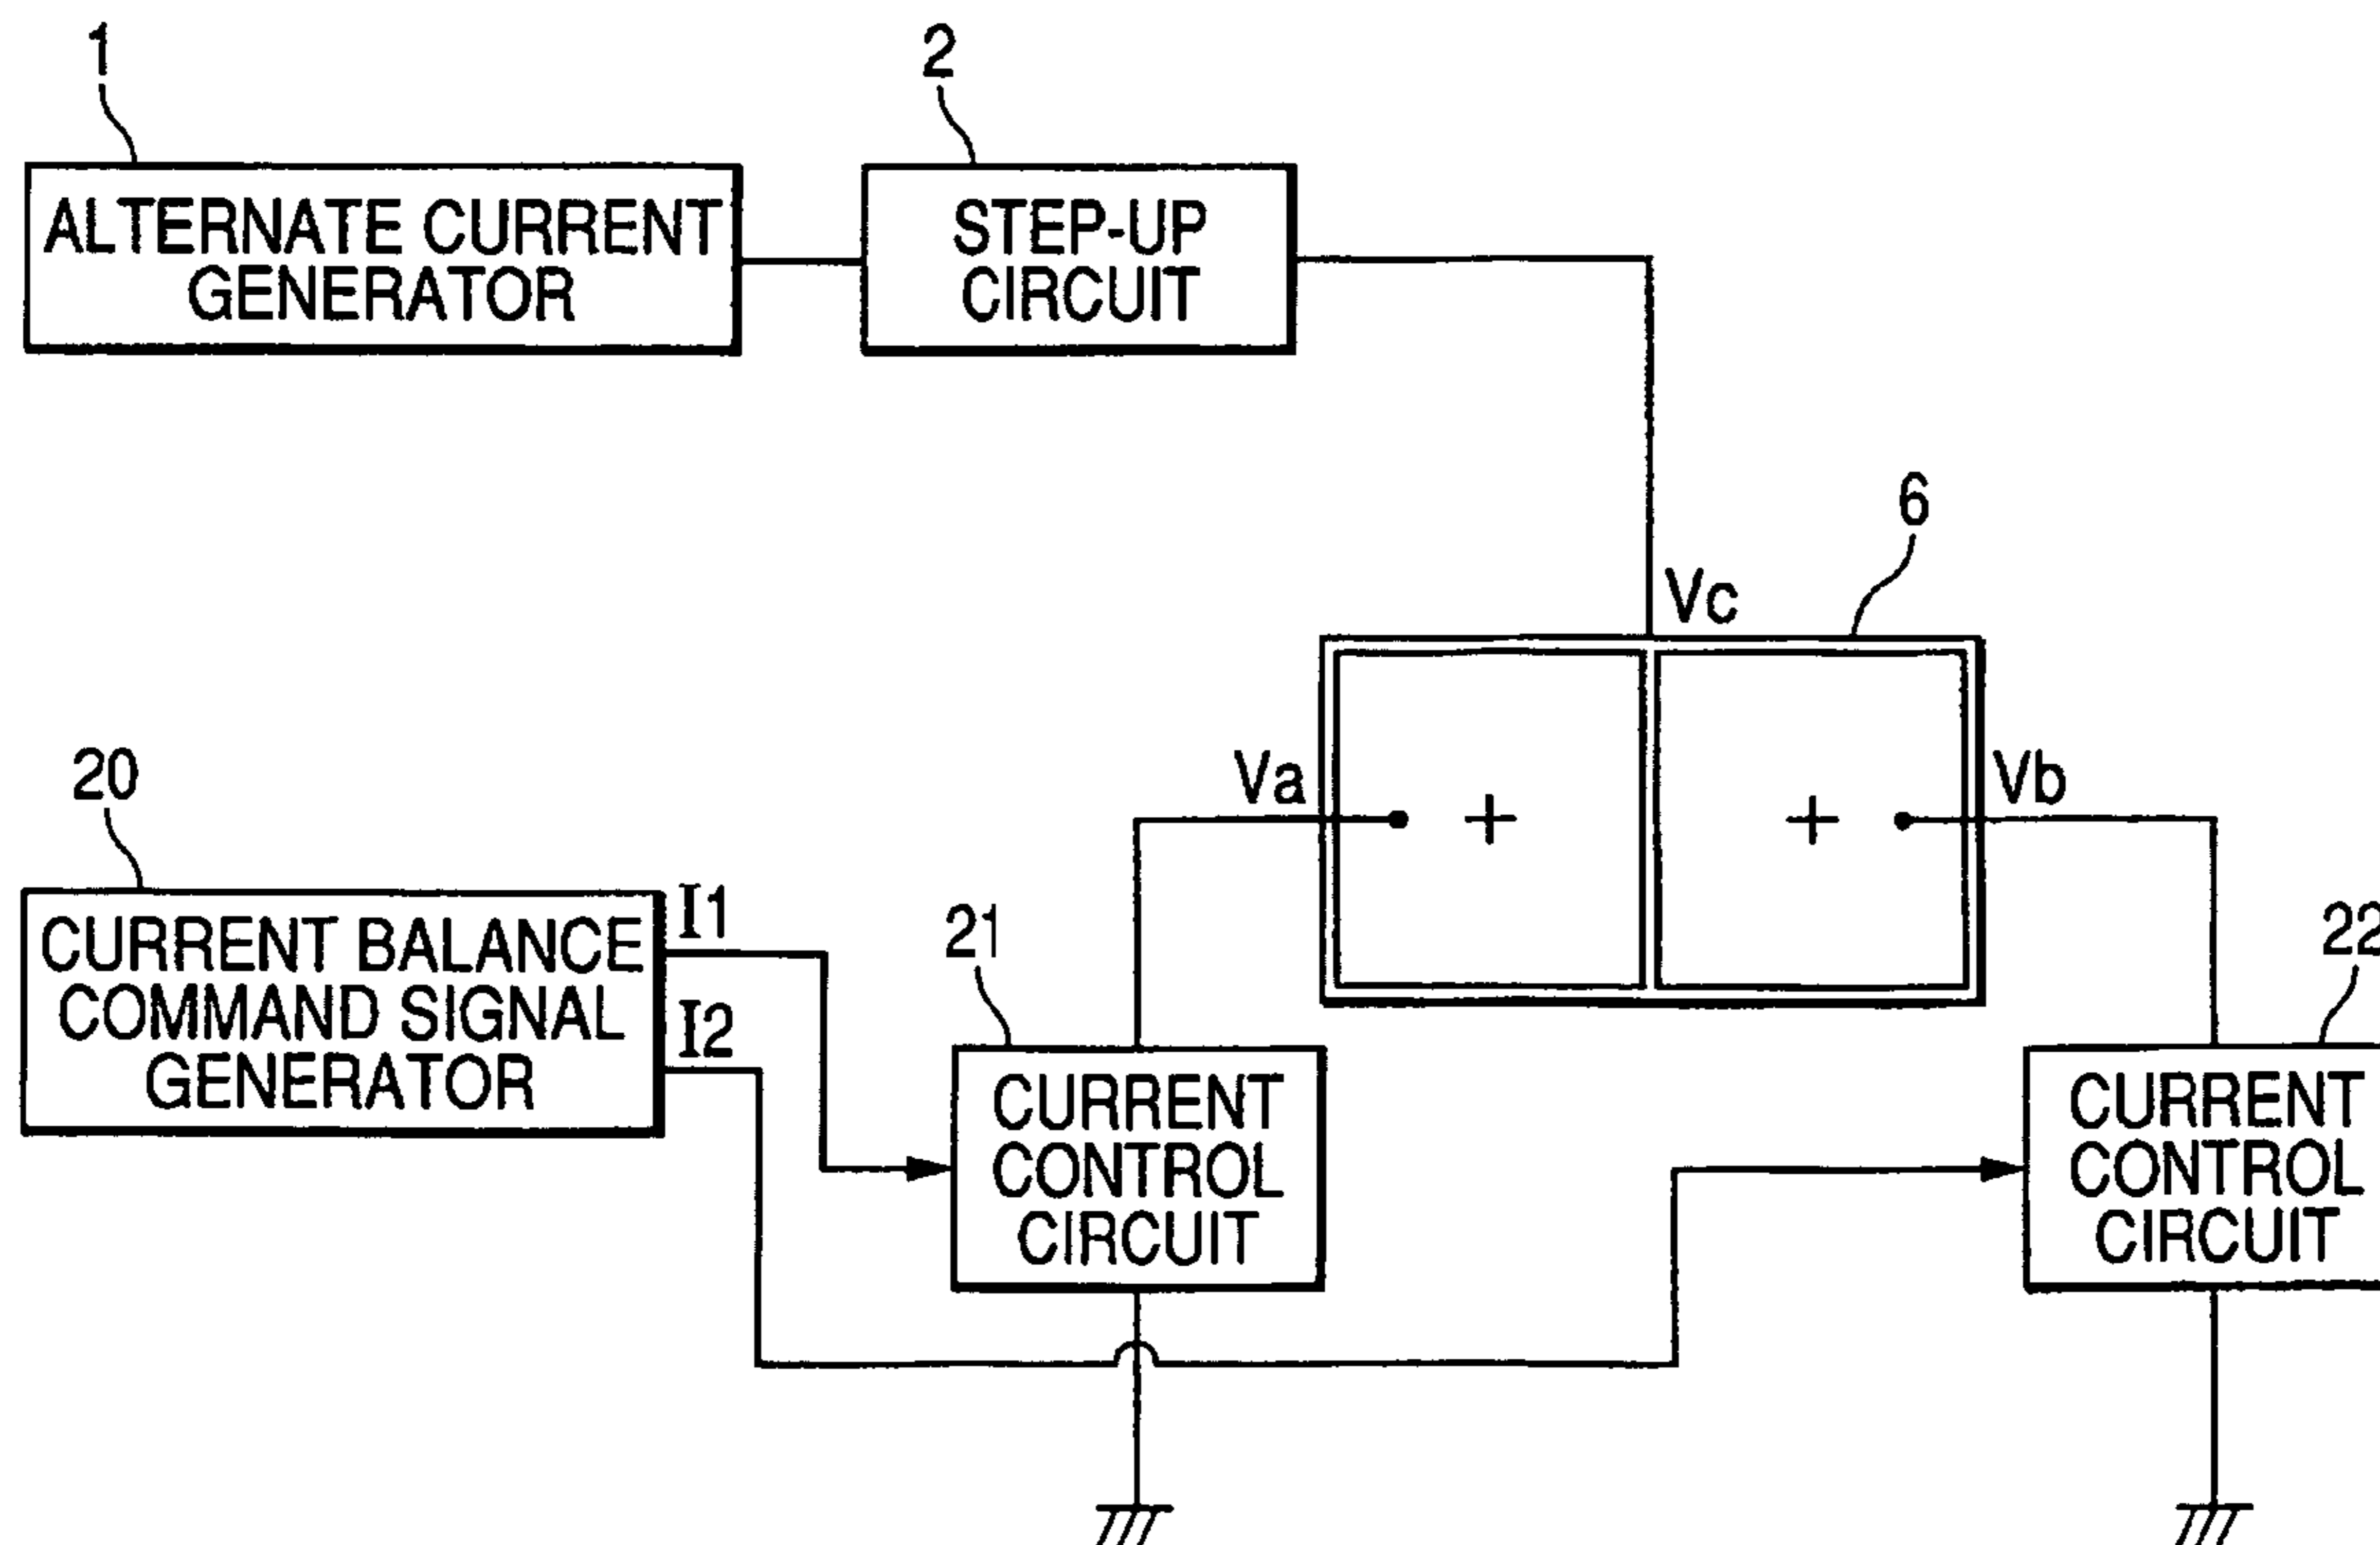 1
2
ALTERNATE CURRENT
GENERATOR
STEP-UP
CIRCUIT
6
Vc
Va
Vb
20
I1
CURRENT BALANCE
COMMAND SIGNAL
GENERATOR
I2
21
22
CURRENT
CONTROL
CIRCUIT
CURRENT
CONTROL
CIRCUIT